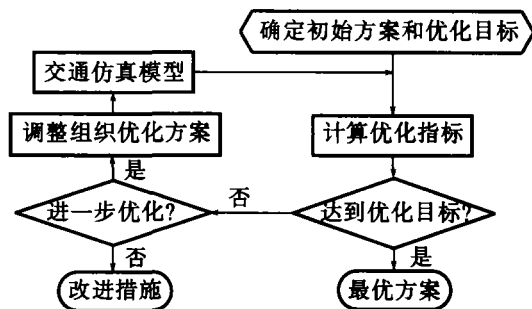 确定初始方案和优化目标
交通仿真模型
调整组织优化方案
计算优化指标
是
进一步优化?
否
达到优化目标?
否
是
改进措施
最优方案